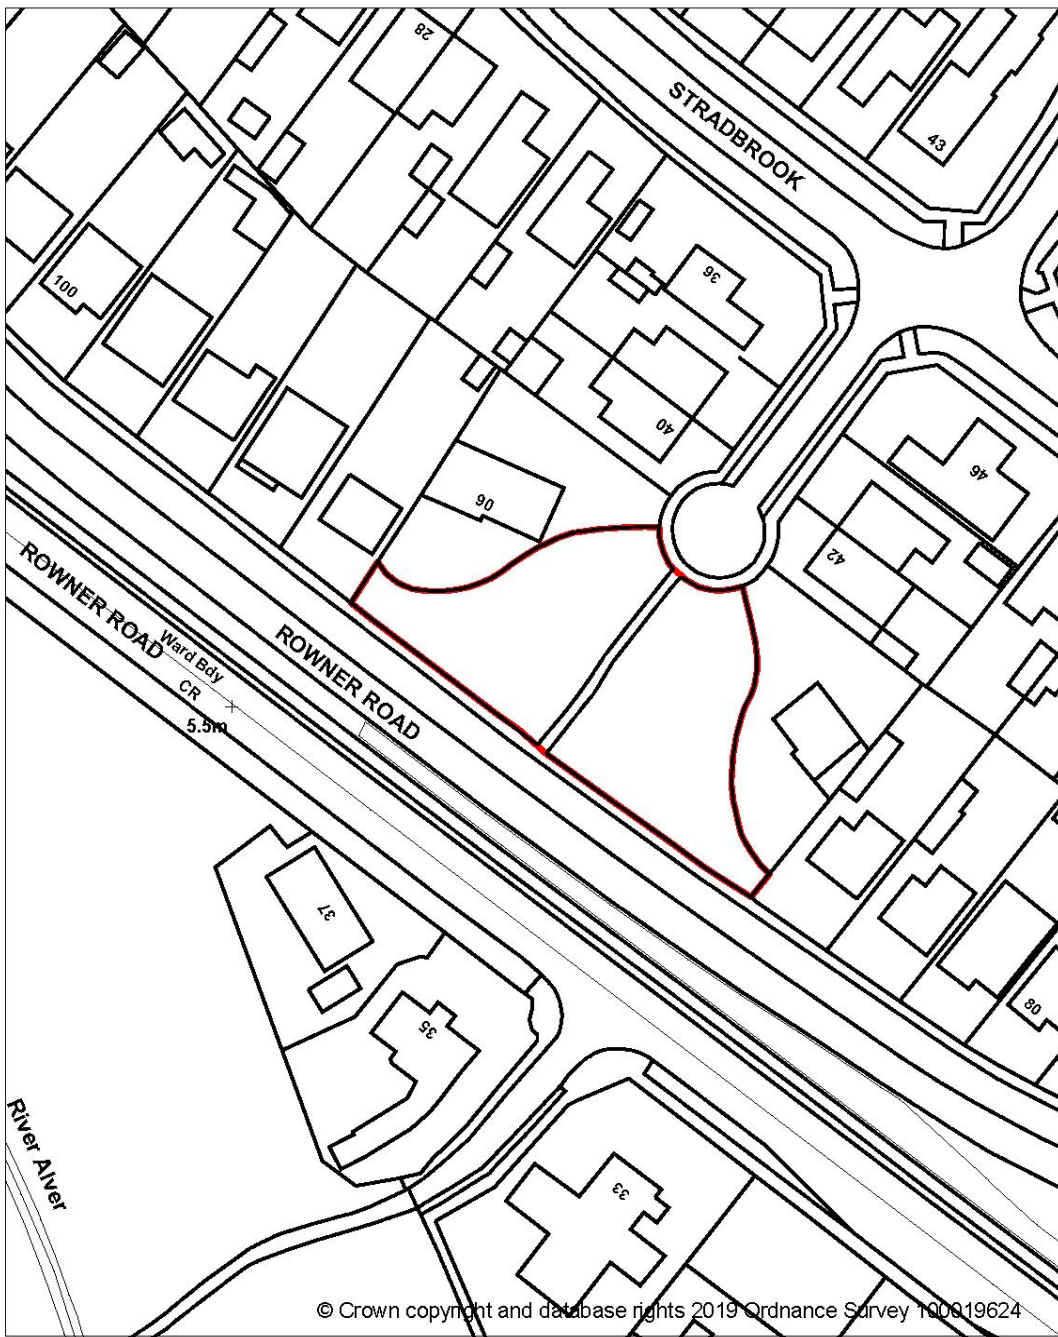 28
STRADBROOK
43
36
100
40
46
90
42
ROWNER ROAD
Ward Bdy
CR
5.5m
ROWNER ROAD
37
80
35
River Alver
33
© Crown copyright and database rights 2019 Ordnance Survey 100019624